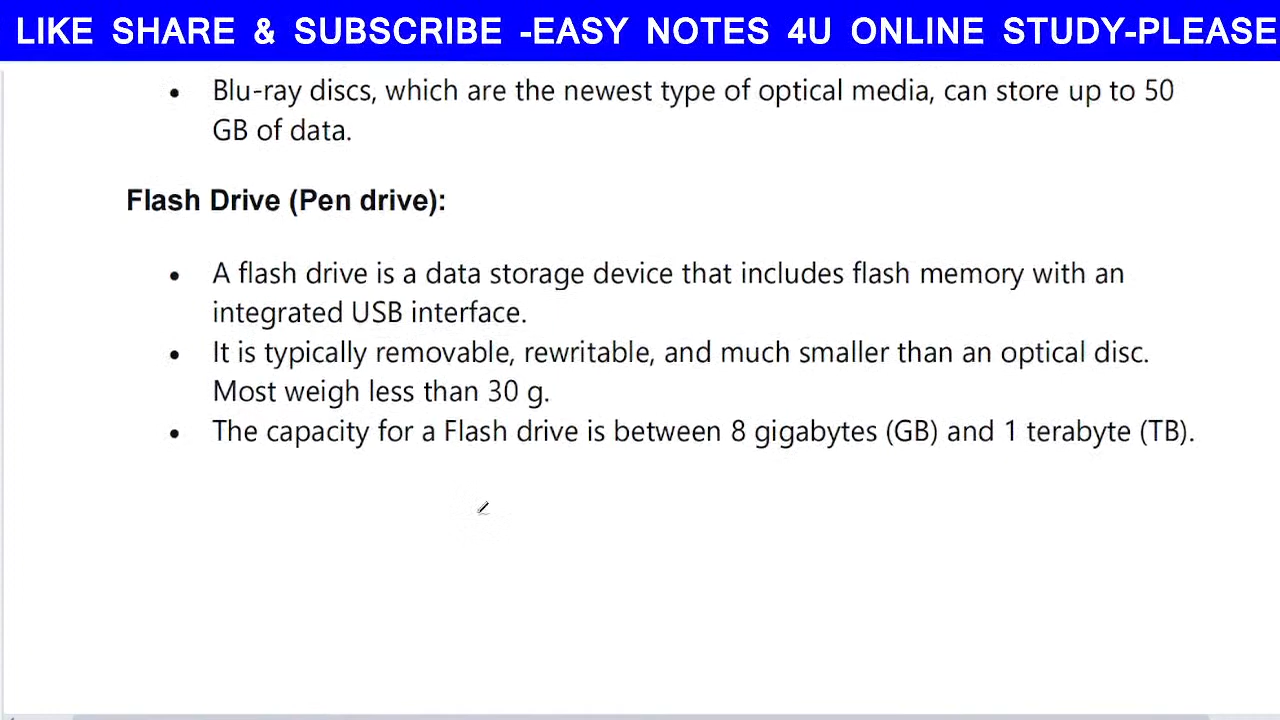 LIKE SHARE & SUBSCRIBE -EASY NOTES 4U ONLINE STUDY-PLEASE
• Blu-ray discs, which are the newest type of optical media, can store up to 50
GB of data.
Flash Drive (Pen drive):
• A flash drive is a data storage device that includes flash memory with an
integrated USB interface.
• It is typically removable, rewritable, and much smaller than an optical disc.
Most weigh less than 30 g.
• The capacity for a Flash drive is between 8 gigabytes (GB) and 1 terabyte (TB).